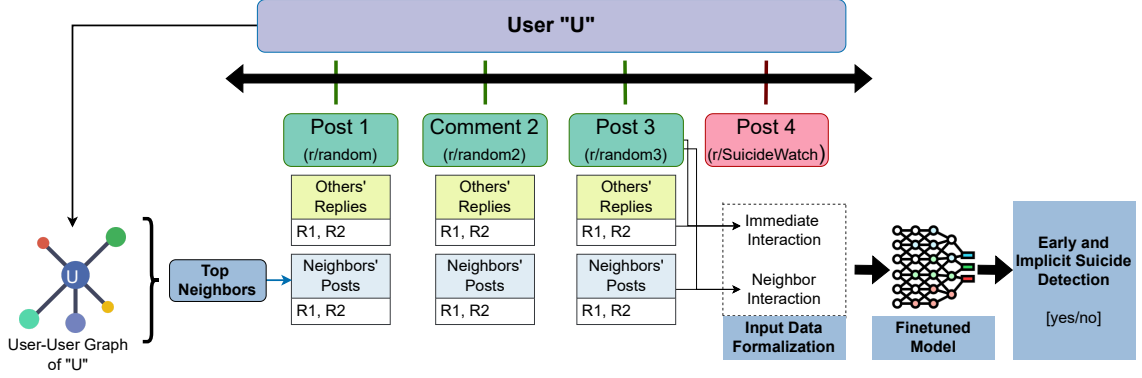 User "U"
Post 1
(r/random)
Comment 2
(r/random2)
Post 3
(r/random3)
Post 4
(r/SuicideWatch)
Others'
Replies
R1, R2
Others'
Replies
R1, R2
Others'
Replies
R1, R2
Neighbors'
Posts
R1, R2
Neighbors'
Posts
R1, R2
Neighbors'
Posts
R1, R2
U
User-User Graph
of "U"
Top
Neighbors
Immediate
Interaction
Neighbor
Interaction
Input Data
Formalization
Finetuned
Model
Early and
Implicit Suicide
Detection
[yes/no]